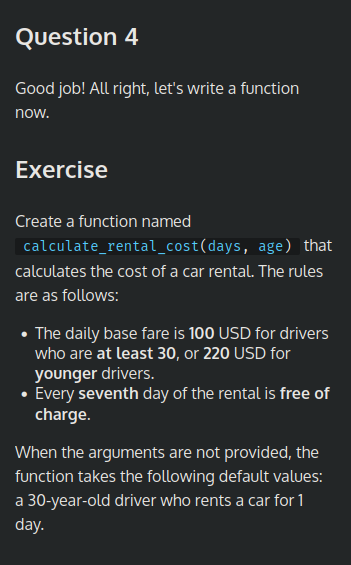 Question 4
Good job! All right, let's write a function
now.
Exercise
Create a function named
calculate_rental_cost(days, age) that
calculates the cost of a car rental. The rules
are as follows:
• The daily base fare is 100 USD for drivers
who are at least 30, or 220 USD for
younger drivers.
• Every seventh day of the rental is free of
charge.
When the arguments are not provided, the
function takes the following default values:
a 30-year-old driver who rents a car for 1
day.